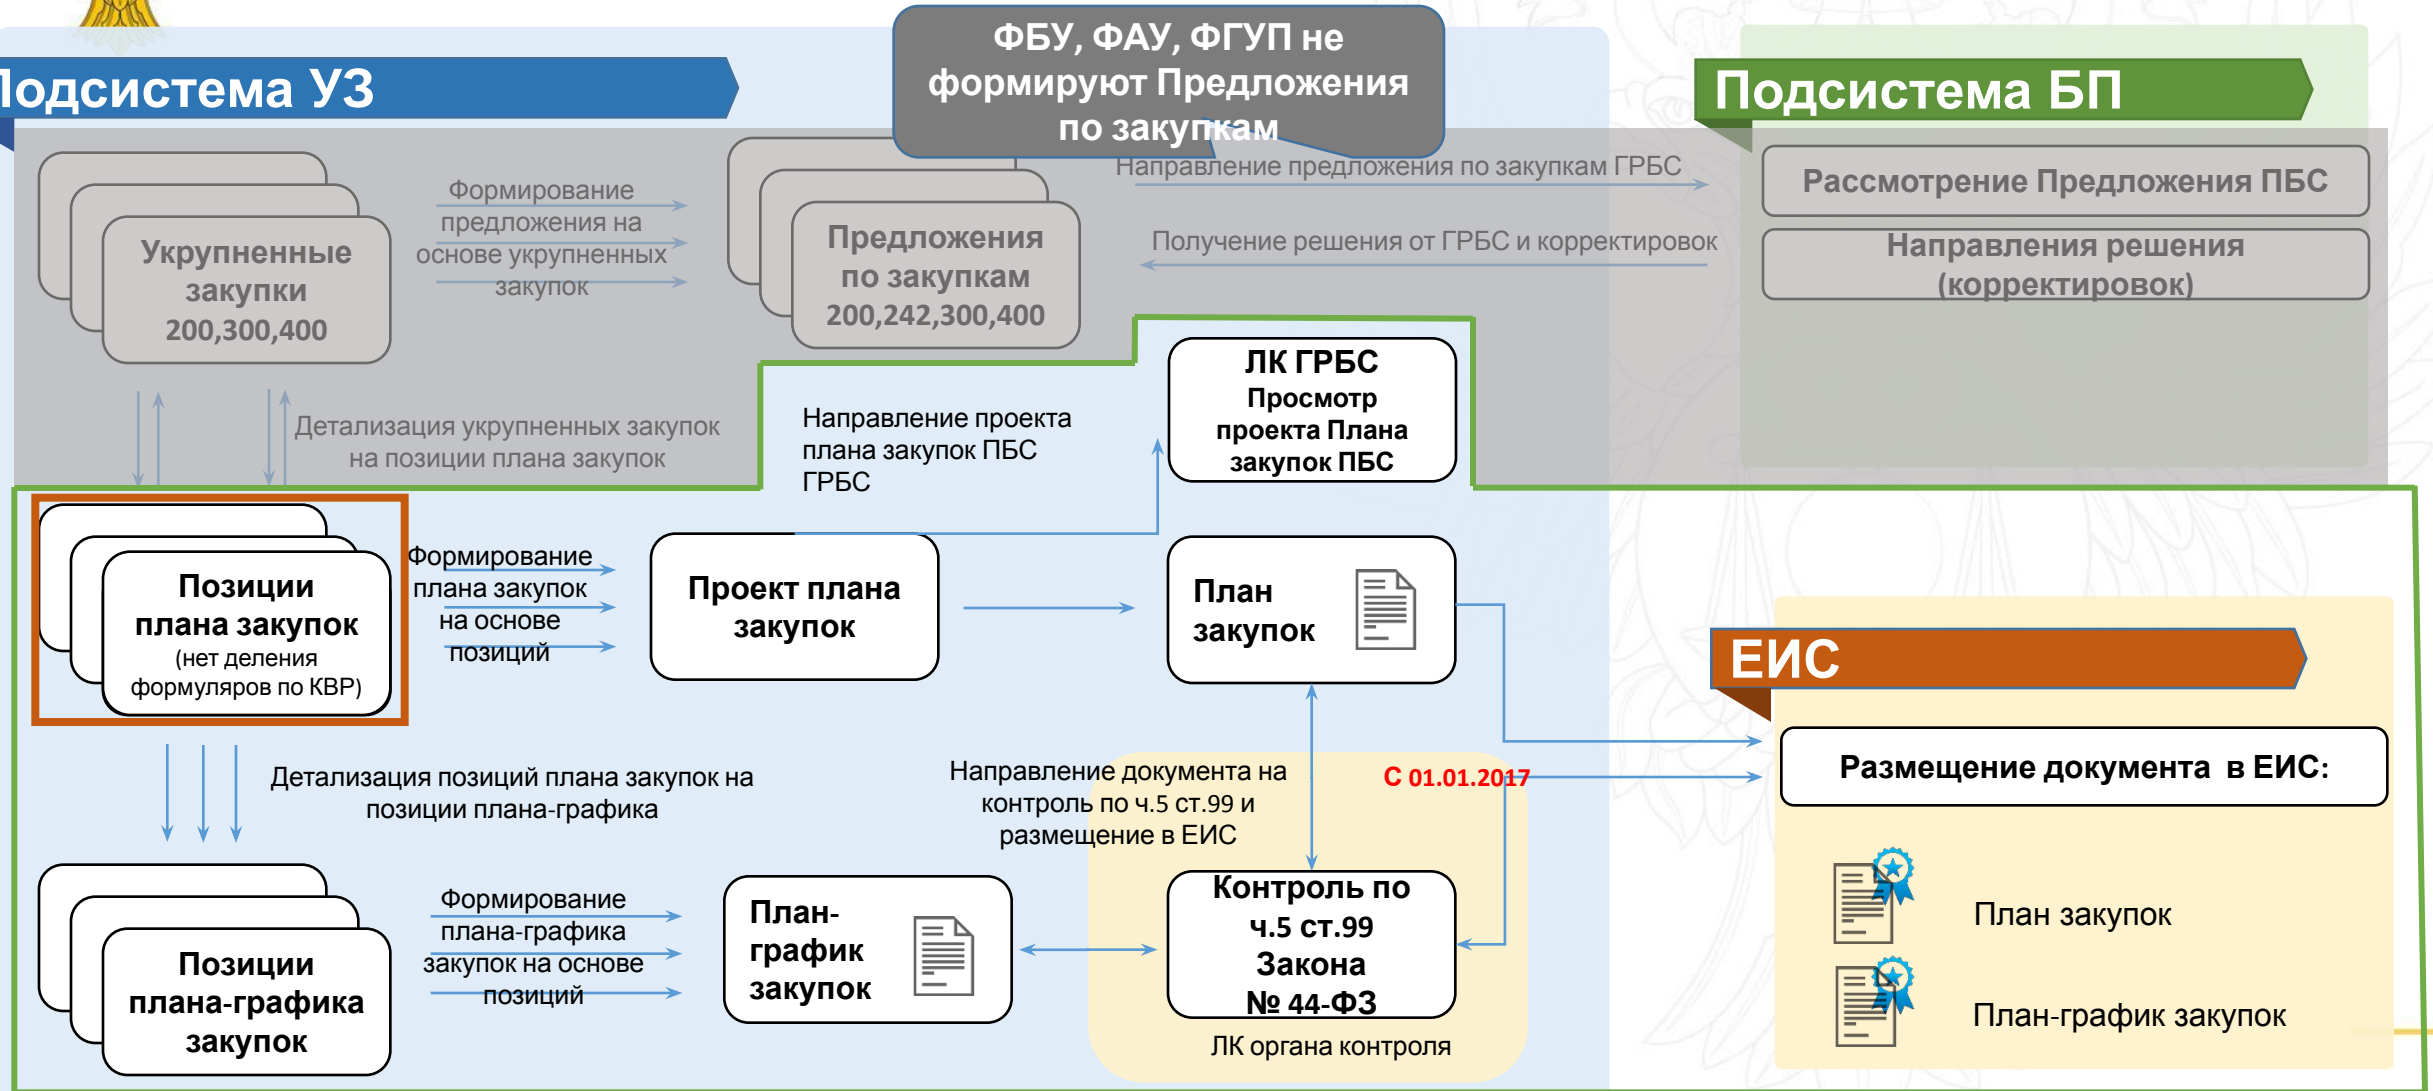 ФБУ, ФАУ, ФГУП не
формируют Предложения
по закупкам
Подсистема УЗ
Подсистема БП
Укрупненные
закупки
200,300,400
Формирование
предложения на
основе укрупненных
закупок
Предложения
по закупкам
200,242,300,400
Направление предложения по закупкам ГРБС
Получение решения от ГРБС и корректировок
Рассмотрение Предложения ПБС
Направления решения
(корректировок)
Детализация укрупненных закупок
на позиции плана закупок
Направление проекта
плана закупок ПБС
ГРБС
ЛК ГРБС
Просмотр
проекта Плана
закупок ПБС
Позиции
плана закупок
(нет деления
формуляров по КВР)
Формирование
плана закупок
на основе
позиций
Проект плана
закупок
План
закупок
ЕИС
Размещение документа в ЕИС:
План закупок
План-график закупок
Детализация позиций плана закупок на
позиции плана-графика
Направление документа на
контроль по ч.5 ст.99 и
размещение в ЕИС
С 01.01.2017
Позиции
плана-графика
закупок
Формирование
плана-графика
закупок на основе
позиций
План-
график
закупок
Контроль по
ч.5 ст.99
Закона
№ 44-ФЗ
ЛК органа контроля